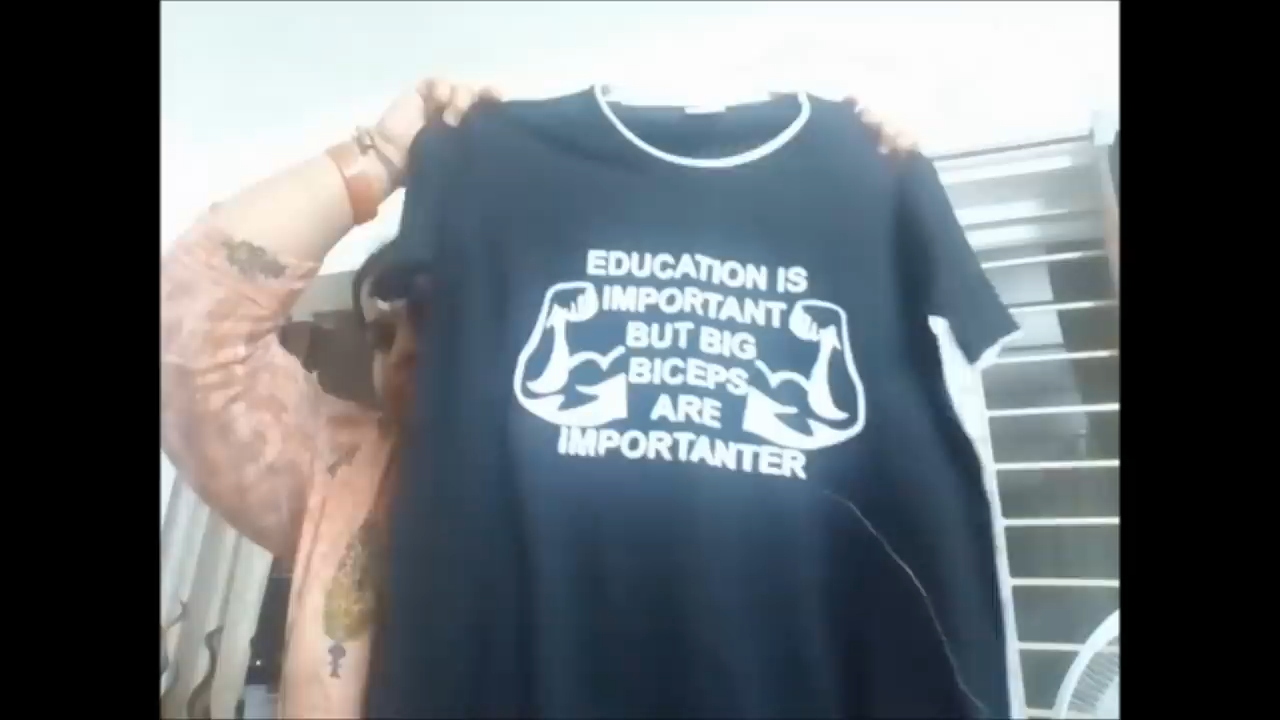 EDUCATION IS
IMPORTANT
BUT BIG
BICEPS
ARE
IMPORTANTER